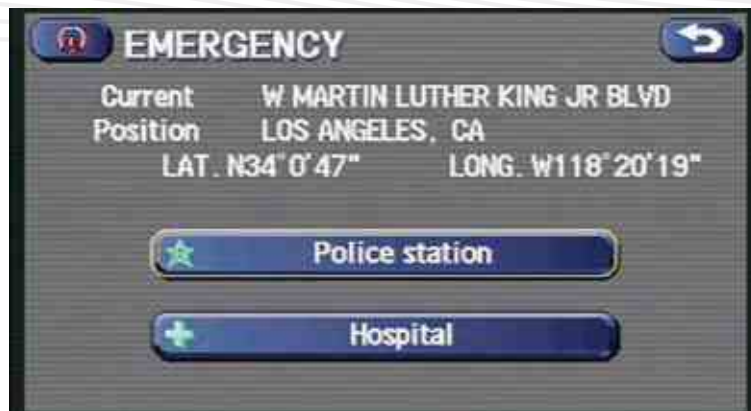 EMERGENCY
Current W MARTIN LUTHER KING JR BLVD
Position LOS ANGELES, CA
LAT. N34°0'47" LONG. W118°20'19"
Police station
Hospital